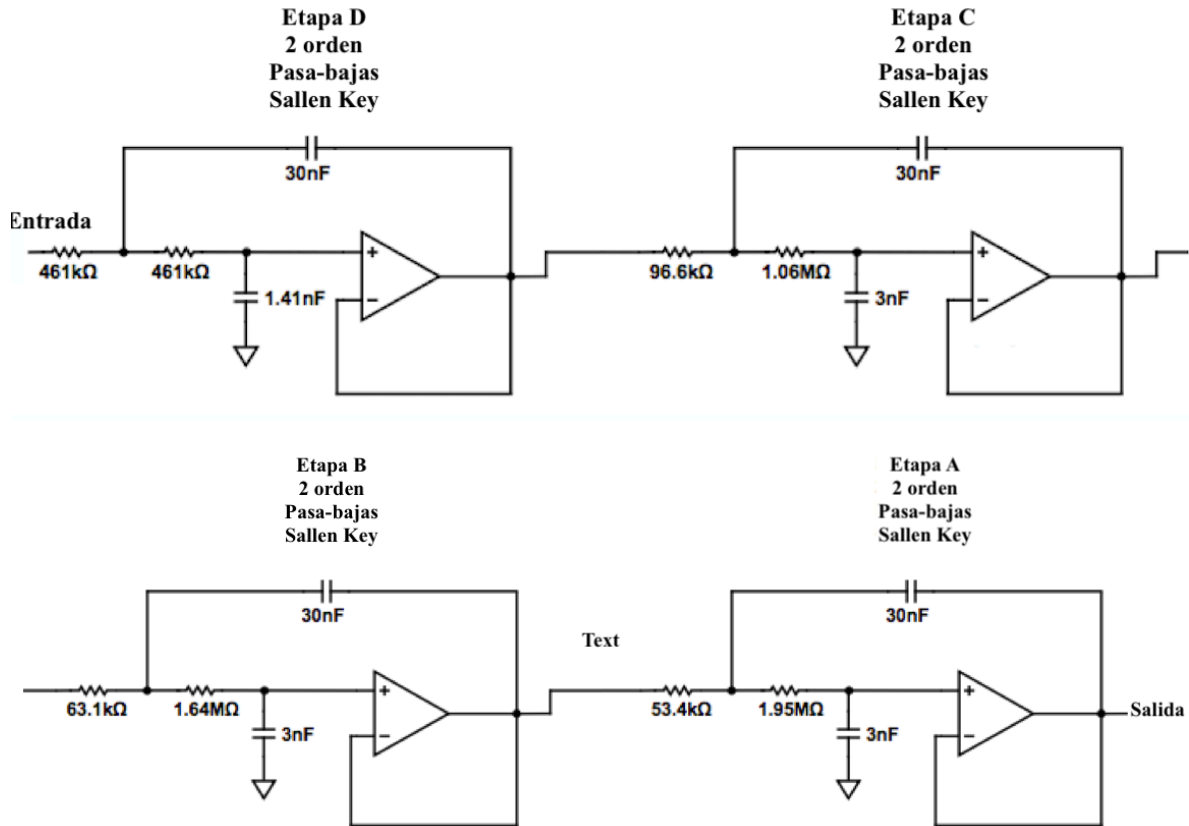 Etapa D
2 orden
Pasa-bajas
Sallen Key
Etapa C
2 orden
Pasa-bajas
Sallen Key
30nF
30nF
Entrada
461kΩ
461kΩ
1.41nF
+
−
96.6kΩ
1.06MΩ
3nF
+
−
Etapa B
2 orden
Pasa-bajas
Sallen Key
Etapa A
2 orden
Pasa-bajas
Sallen Key
30nF
30nF
Text
63.1kΩ
1.64MΩ
3nF
+
−
53.4kΩ
1.95MΩ
3nF
+
−
Salida